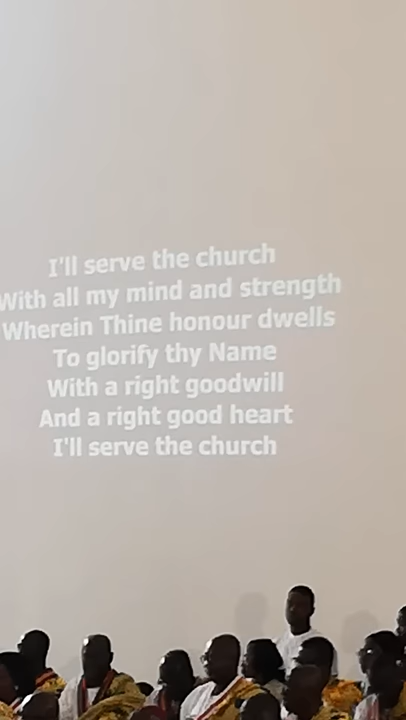 I'll serve the church
With all my mind and strength
Wherein Thine honour dwells
To glorify thy Name
With a right goodwill
And a right good heart
I'll serve the church